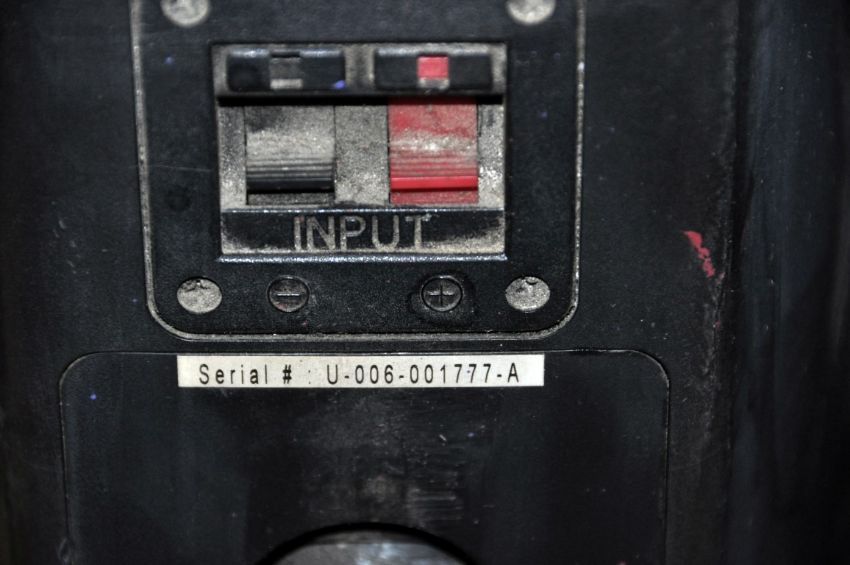 INPUT
- +
Serial # : U-006-001777-A